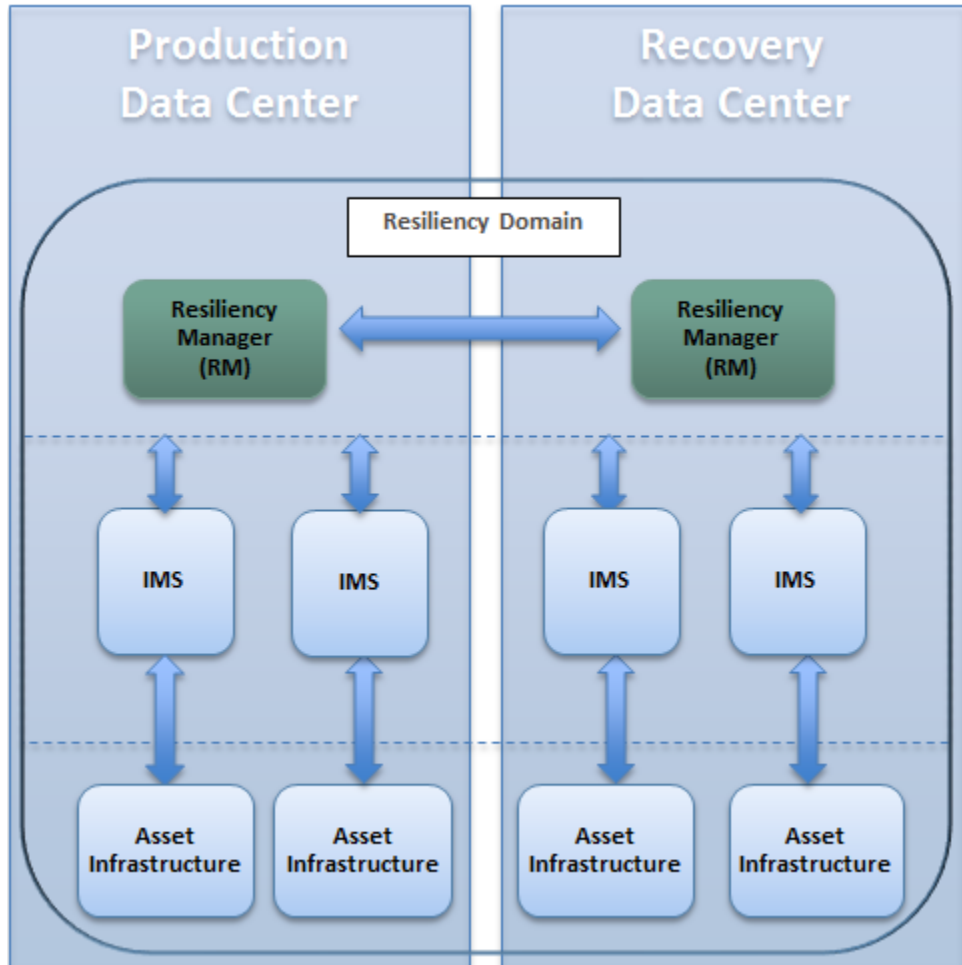 Production
Data Center
Recovery
Data Center
Resiliency Domain
Resiliency
Manager
(RM)
Resiliency
Manager
(RM)
IMS
IMS
IMS
IMS
Asset
Infrastructure
Asset
Infrastructure
Asset
Infrastructure
Asset
Infrastructure